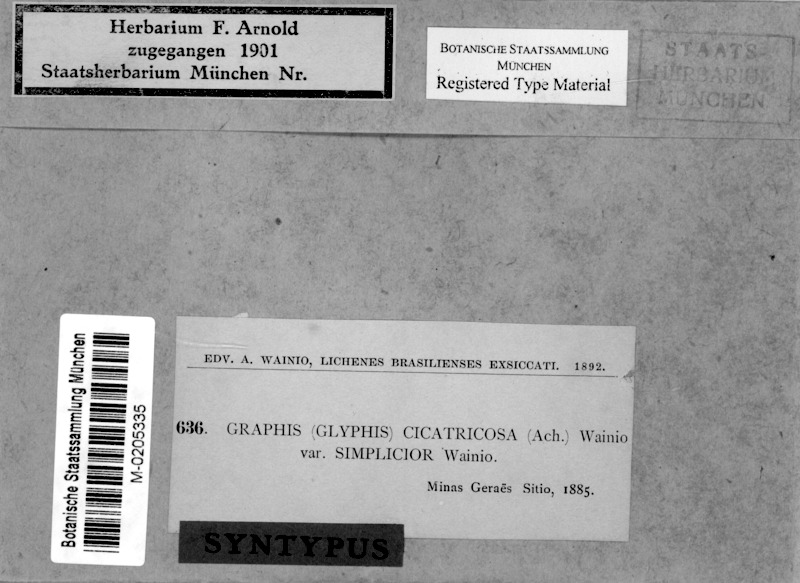 Herbarium F. Arnold
zugegangen 1901
Staatsherbarium München Nr.
BOTANISCHE STAATSSAMMLUNG
MÜNCHEN
Registered Type Material
STAATS-
HERBARIUM
MÜNCHEN
Botanische Staatssammlung München
M-0205335
EDV. A. WAINIO, LICHENES BRASILIENSES EXSICCATI. 1892.
636. GRAPHIS (GLYPHIS) CICATRICOSA (Ach.) Wainio
var. SIMPLICIOR Wainio.
Minas Geraës Sitio, 1885.
SYNTYPUS